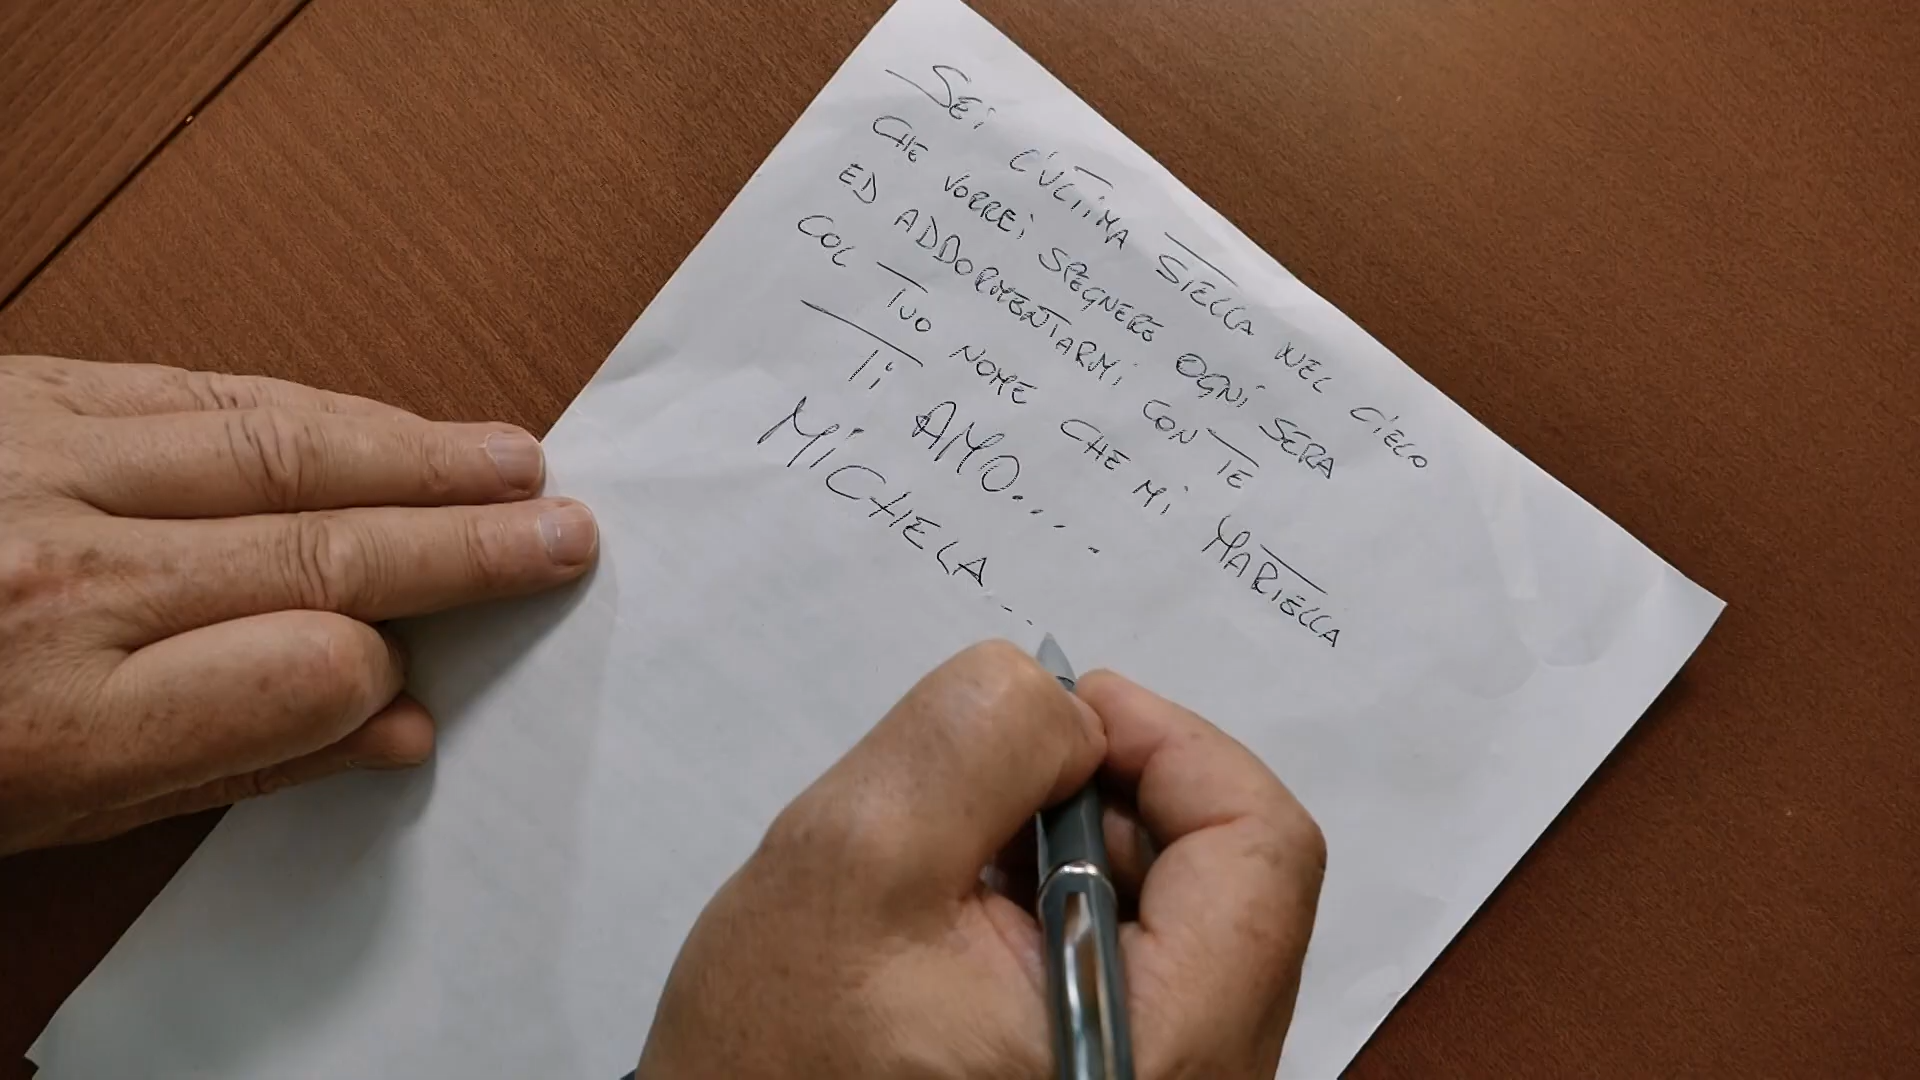 SEi L'ULTiMA STELLA NEL CiELO
CHE VORREi SPEGNERE OGNi SERA
ED ADDORMENTARMi CON TE
COL TUO NOME CHE Mi MARTELLA
Ti AMO...
MiCHELA...